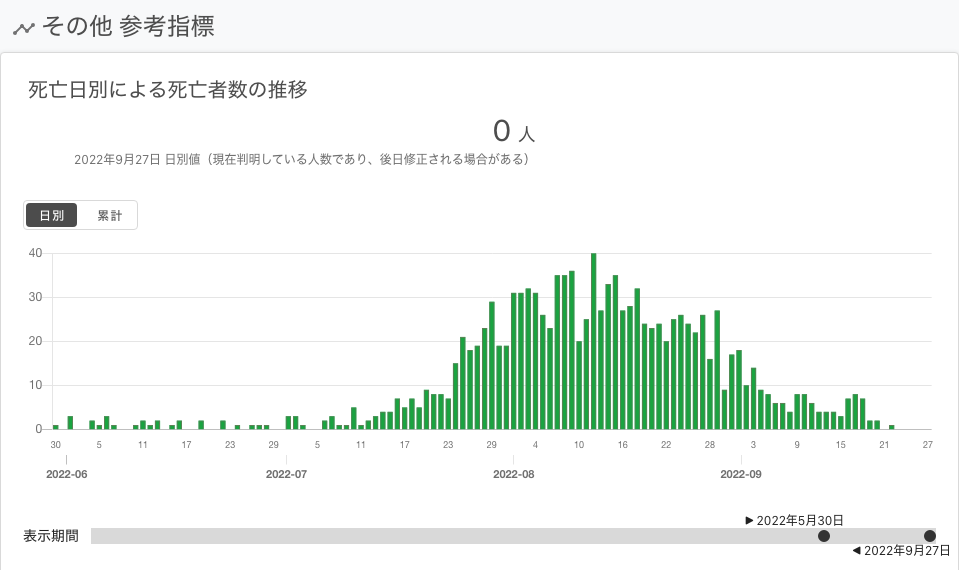 その他 参考指標
死亡日別による死亡者数の推移
0 人
2022年9月27日 日別値（現在判明している人数であり、後日修正される場合がある）
日別 累計
40
30
20
10
0
30 5 11 17 23 29 5 11 17 23 29 4 10 16 22 28 3 9 15 21 27
2022-06 2022-07 2022-08 2022-09
▶ 2022年5月30日
表示期間
◀ 2022年9月27日